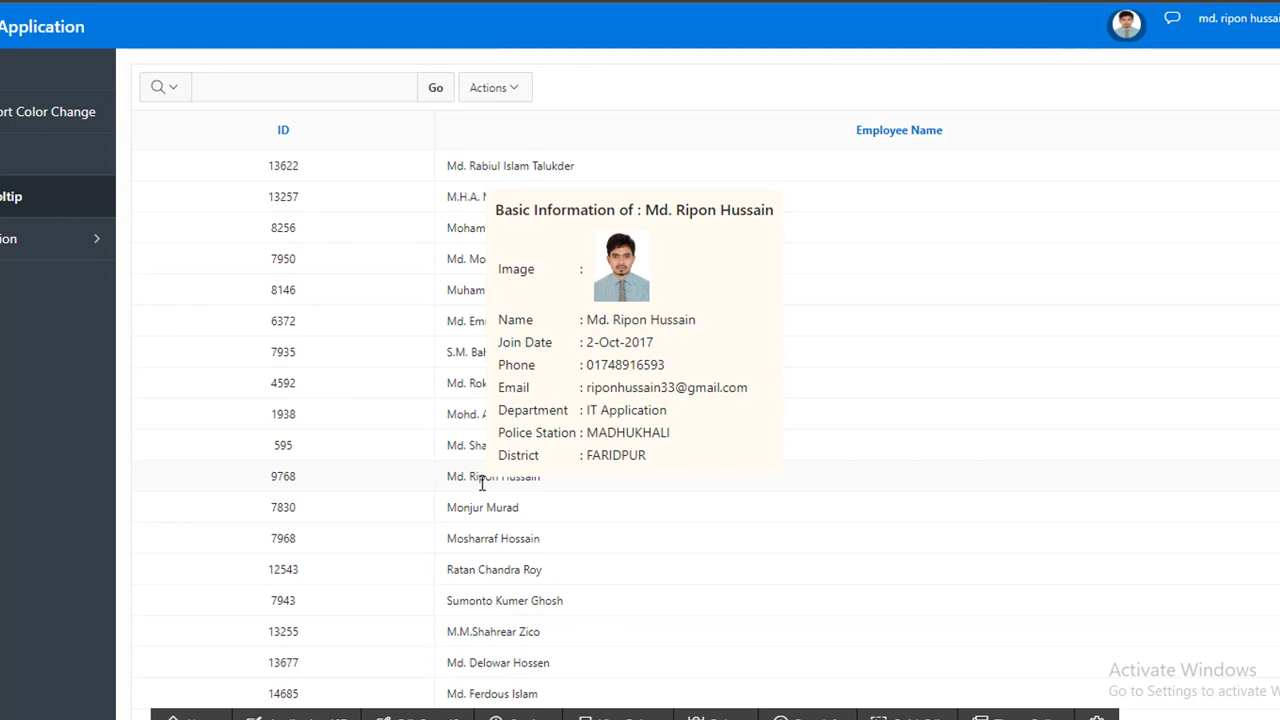 Application
md. ripon hussai
ort Color Change
oltip
ion
Go
Actions
ID
Employee Name
13622
Md. Rabiul Islam Talukder
13257
M.H.A.
8256
Moham
7950
Md. Mo
8146
Muham
6372
Md. Em
7935
S.M. Bah
4592
Md. Rok
1938
Mohd. A
595
Md. Sha
9768
Md. Ripon Hussain
7830
Monjur Murad
7968
Mosharraf Hossain
12543
Ratan Chandra Roy
7943
Sumonto Kumer Ghosh
13255
M.M.Shahrear Zico
13677
Md. Delowar Hossen
14685
Md. Ferdous Islam
Basic Information of : Md. Ripon Hussain
Image :
Name : Md. Ripon Hussain
Join Date : 2-Oct-2017
Phone : 01748916593
Email : riponhussain33@gmail.com
Department : IT Application
Police Station : MADHUKHALI
District : FARIDPUR
Activate Windows
Go to Settings to activate W